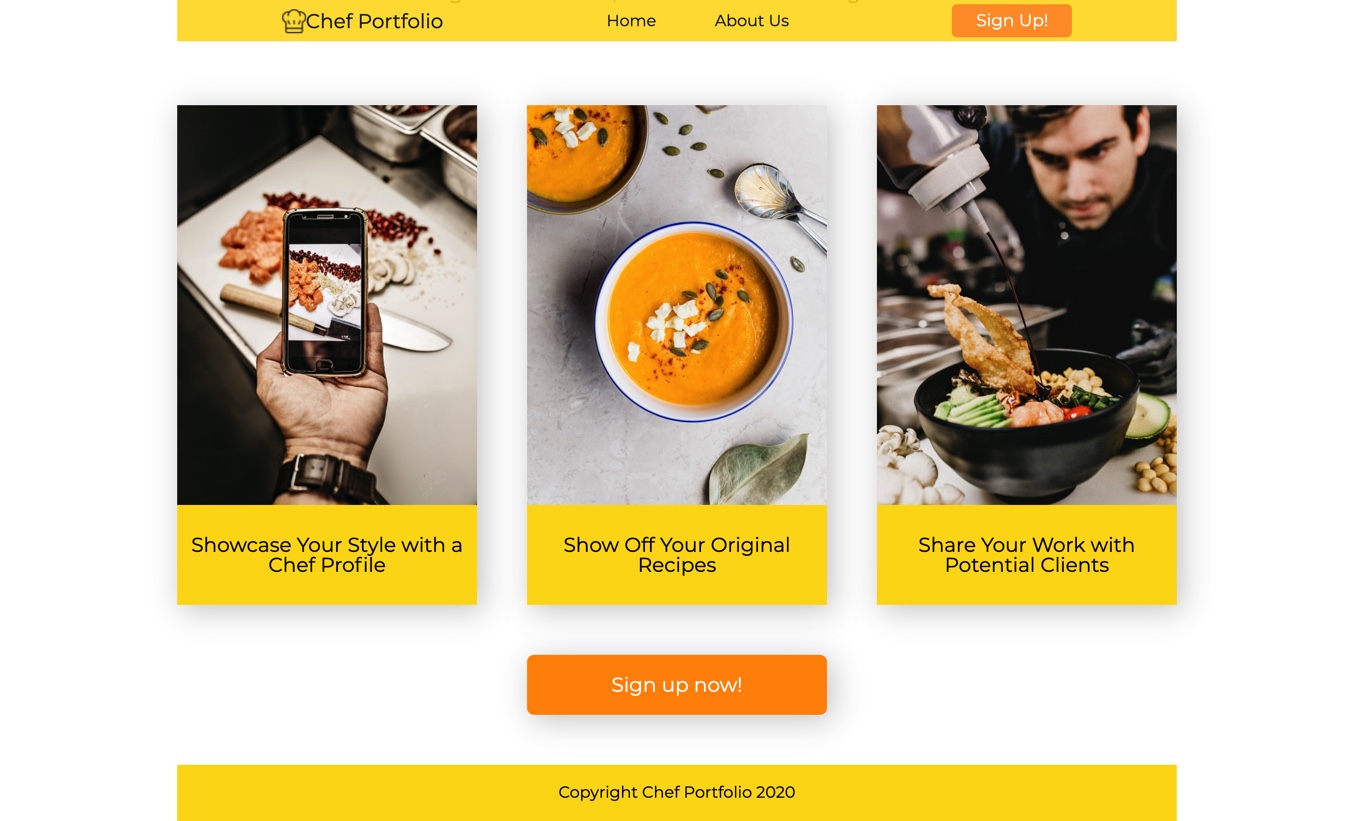 Chef Portfolio
Home
About Us
Sign Up!
Showcase Your Style with a
Chef Profile
Show Off Your Original
Recipes
Share Your Work with
Potential Clients
Sign up now!
Copyright Chef Portfolio 2020